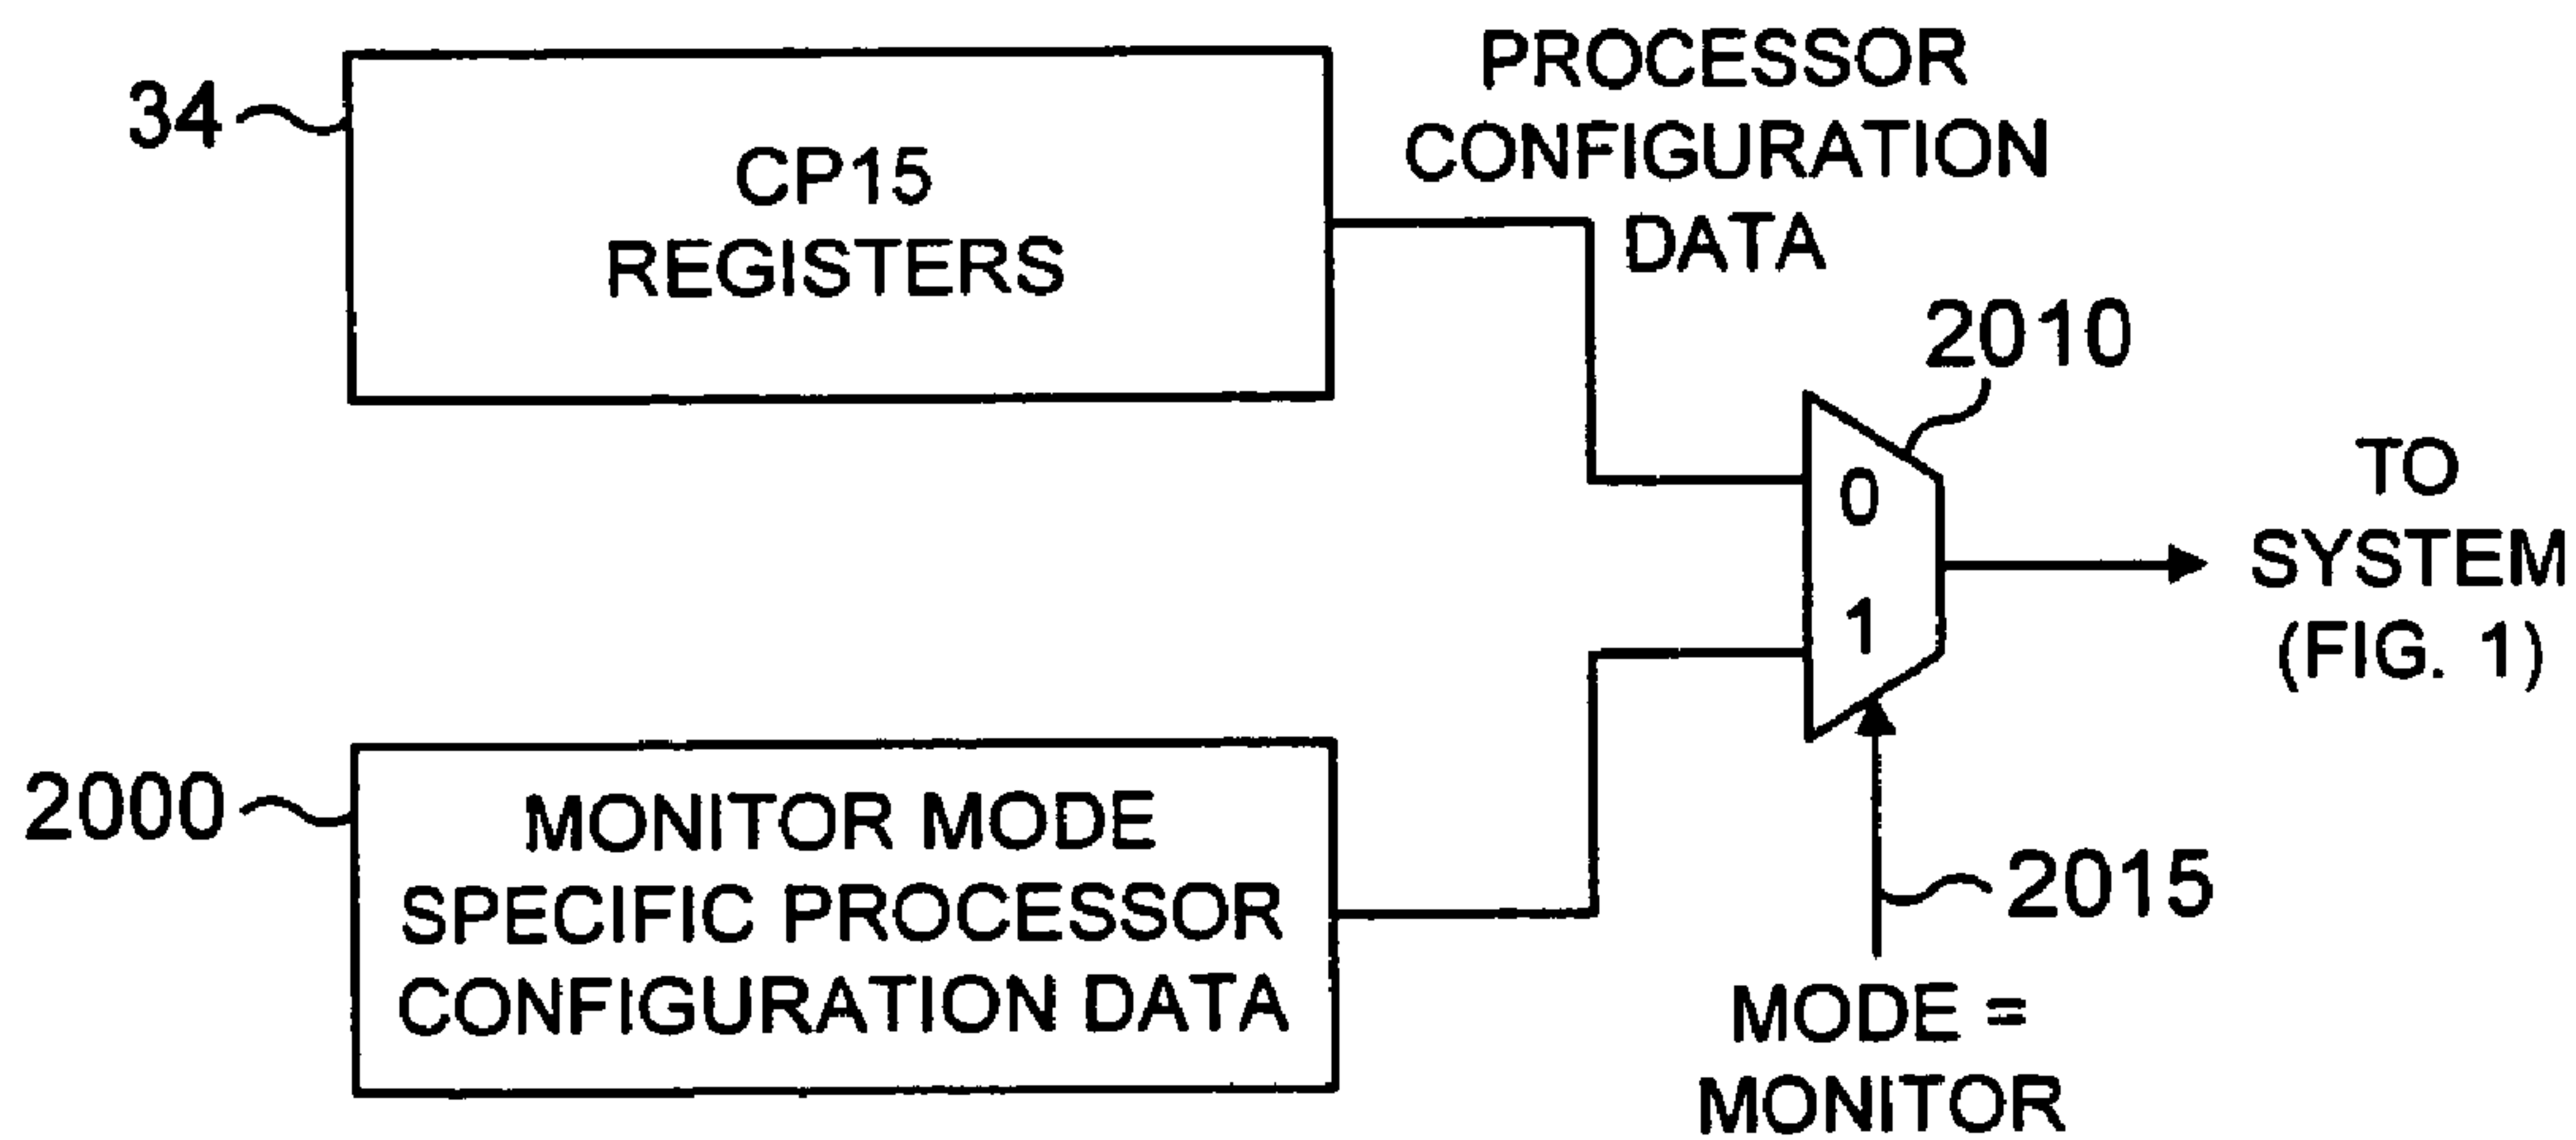 34
CP15
REGISTERS
PROCESSOR
CONFIGURATION
DATA
2010
0
1
TO
SYSTEM
(FIG. 1)
2000
MONITOR MODE
SPECIFIC PROCESSOR
CONFIGURATION DATA
2015
MODE =
MONITOR